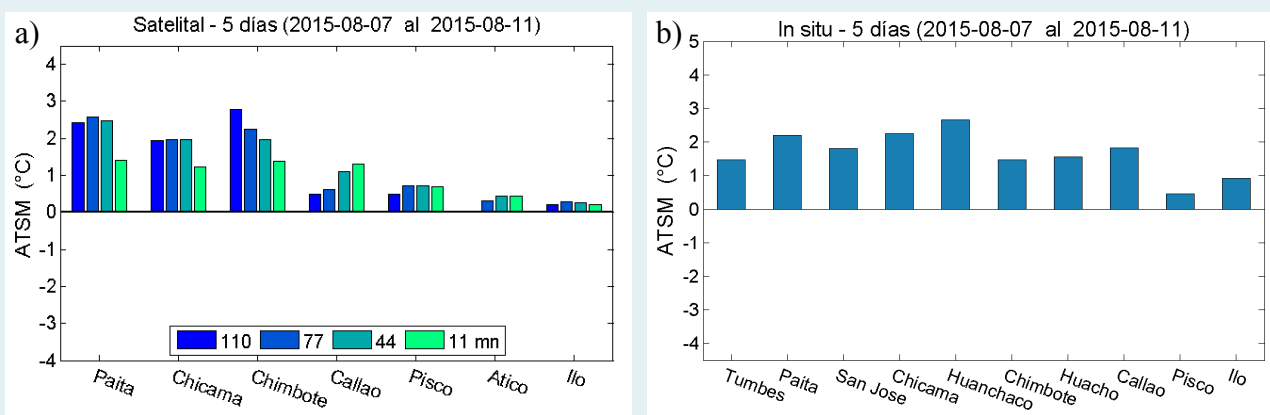 a)
Satelital - 5 días (2015-08-07 al 2015-08-11)
ATSM (°C)
4
3
2
1
0
-1
-2
-3
-4
110 77 44 11 mn
Paita Chicama Chimbote Callao Pisco Atico Ilo
b)
In situ - 5 días (2015-08-07 al 2015-08-11)
ATSM (°C)
5
4
3
2
1
0
-1
-2
-3
-4
Tumbes Paita San Jose Chicama Huanchaco Chimbote Huacho Callao Pisco Ilo